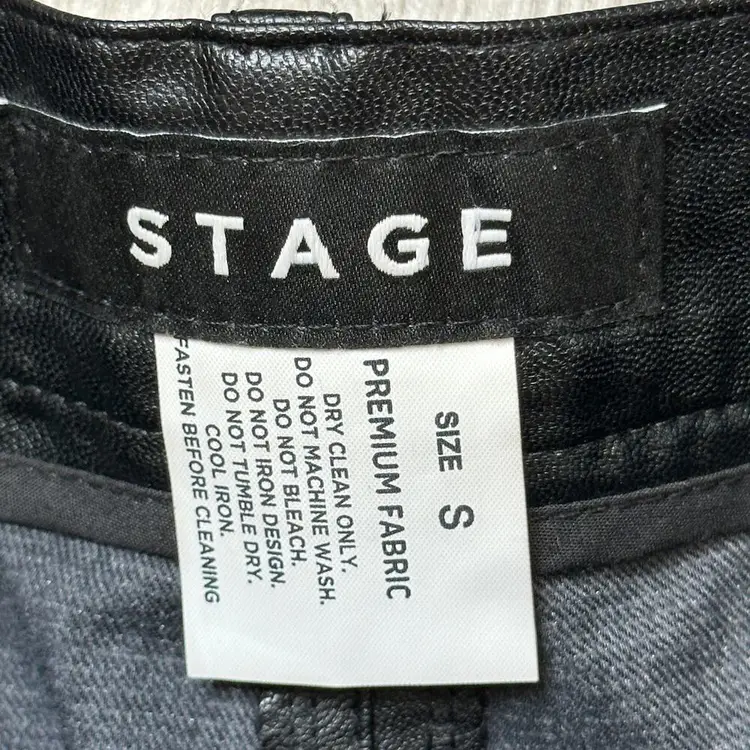 STAGE
SIZE S
PREMIUM FABRIC
DRY CLEAN ONLY.
DO NOT MACHINE WASH.
DO NOT BLEACH.
DO NOT IRON DESIGN.
DO NOT TUMBLE DRY.
COOL IRON.
FASTEN BEFORE CLEANING